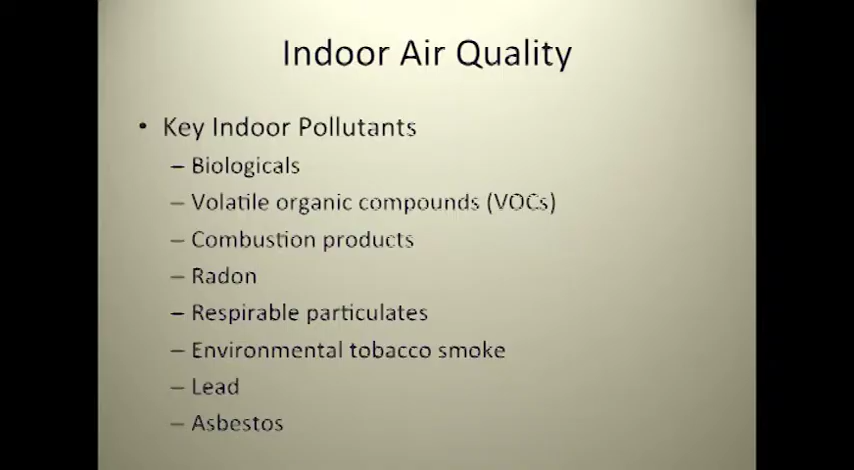 Indoor Air Quality
• Key Indoor Pollutants
– Biologicals
– Volatile organic compounds (VOCs)
– Combustion products
– Radon
– Respirable particulates
– Environmental tobacco smoke
– Lead
– Asbestos